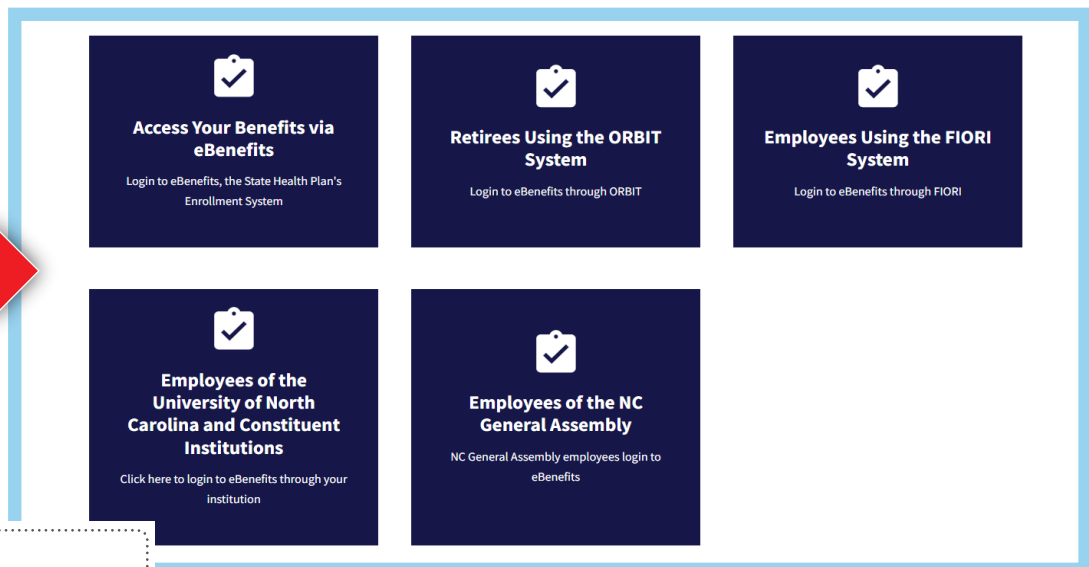 Access Your Benefits via
eBenefits
Login to eBenefits, the State Health Plan's
Enrollment System
Retirees Using the ORBIT
System
Login to eBenefits through ORBIT
Employees Using the FIORI
System
Login to eBenefits through FIORI
Employees of the
University of North
Carolina and Constituent
Institutions
Click here to login to eBenefits through your
institution
Employees of the NC
General Assembly
NC General Assembly employees login to
eBenefits